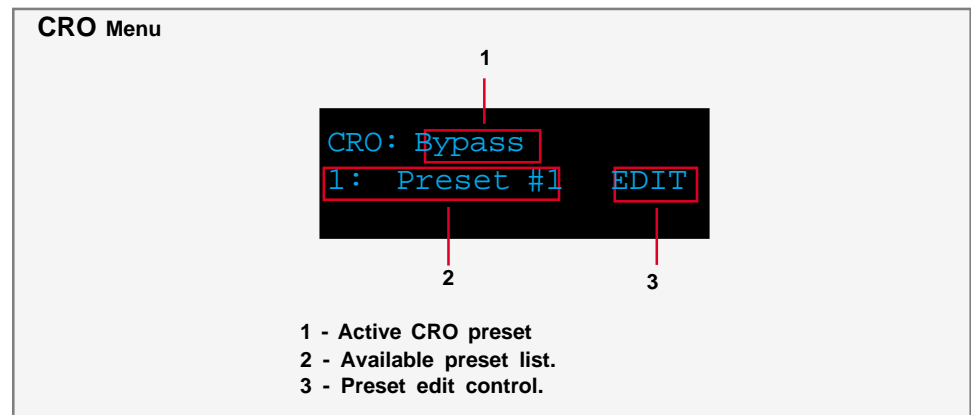 CRO Menu
1
CRO: Bypass
1: Preset #1 EDIT
2 3
1 - Active CRO preset
2 - Available preset list.
3 - Preset edit control.